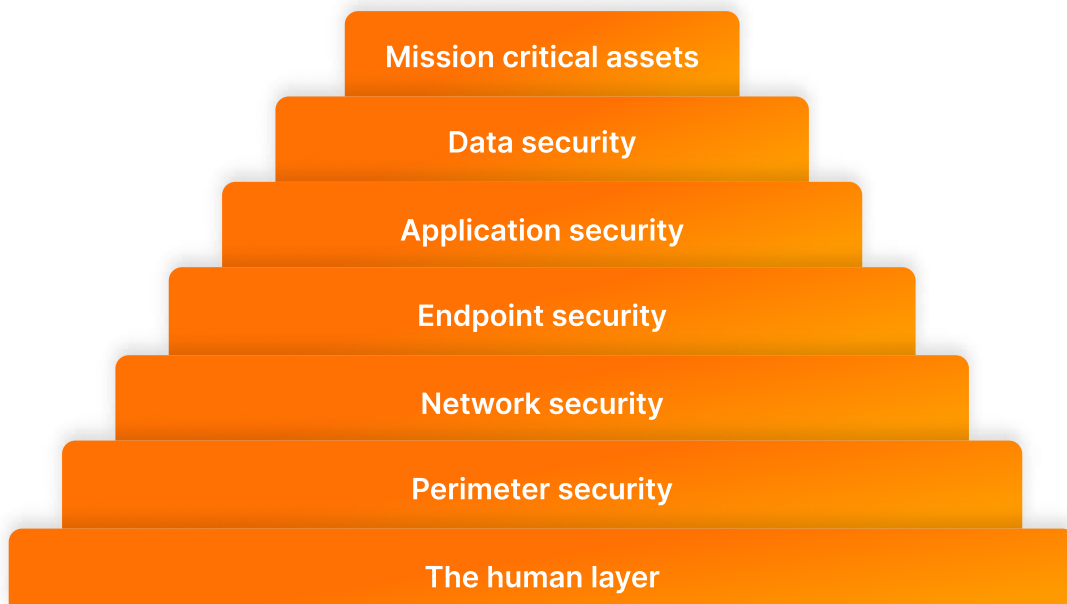 Mission critical assets
Data security
Application security
Endpoint security
Network security
Perimeter security
The human layer